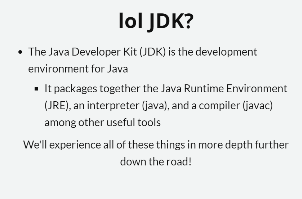 lol JDK?
The Java Developer Kit (JDK) is the development
environment for Java
It packages together the Java Runtime Environment
(JRE), an interpreter (java), and a compiler (javac)
among other useful tools
We'll experience all of these things in more depth further
down the road!